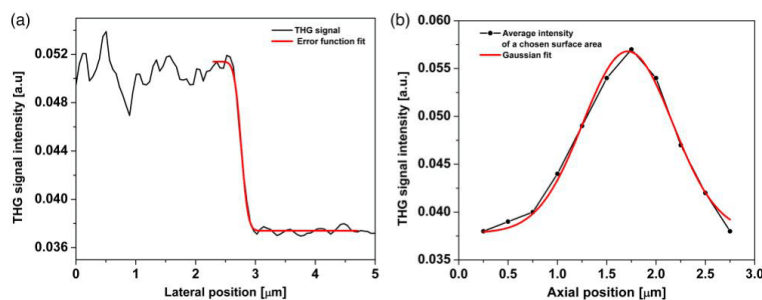 (a)
THG signal
Error function fit
THG signal intensity [a.u]
0.052
0.048
0.044
0.040
0.036
0 1 2 3 4 5
Lateral position [μm]
(b)
Average intensity
of a chosen surface area
Gaussian fit
THG signal intensity [a.u.]
0.060
0.055
0.050
0.045
0.040
0.035
0.0 0.5 1.0 1.5 2.0 2.5 3.0
Axial position [μm]